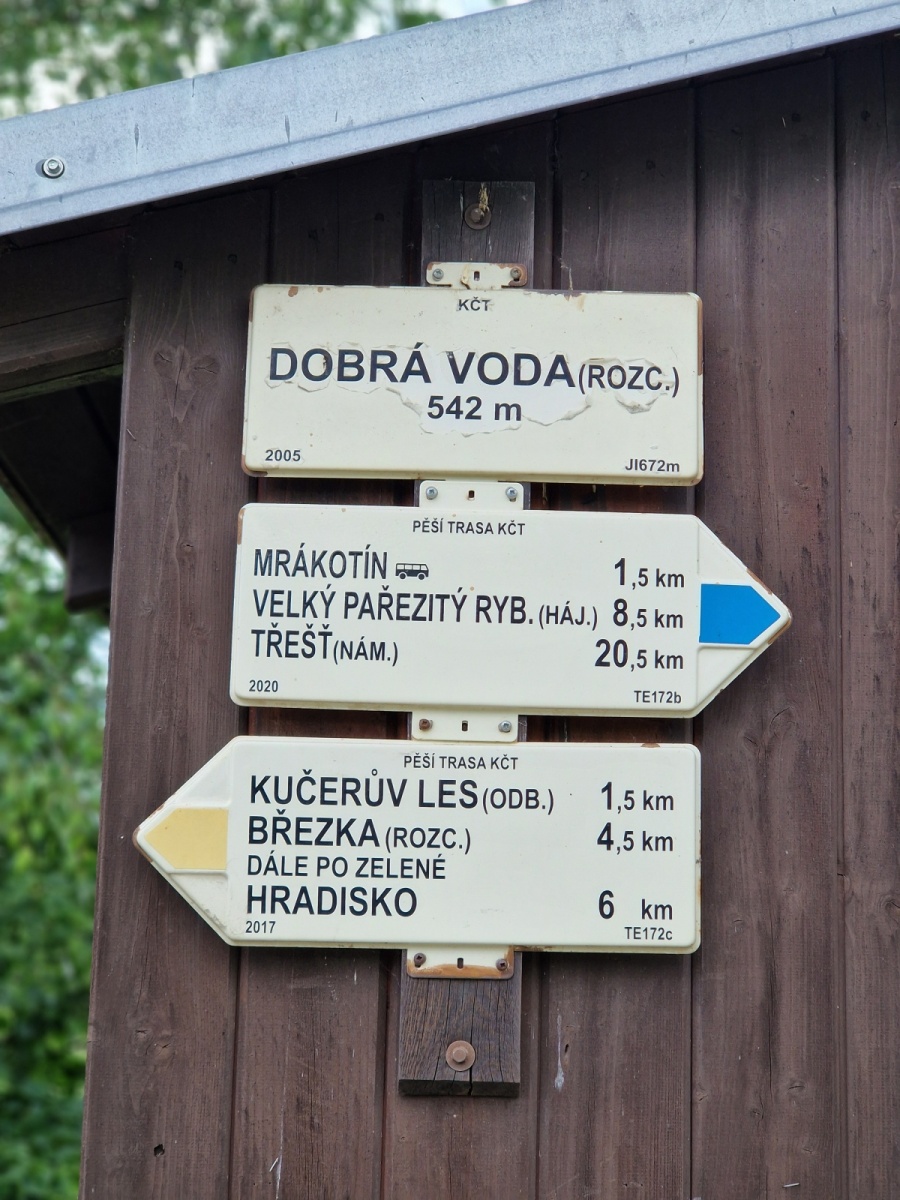 KČT
DOBRÁ VODA (ROZC.)
542 m
2005 JI672m
PĚŠÍ TRASA KČT
MRÁKOTÍN 1,5 km
VELKÝ PAŘEZITÝ RYB. (HÁJ.) 8,5 km
TŘEŠŤ (NÁM.) 20,5 km
2020 TE172b
PĚŠÍ TRASA KČT
KUČERŮV LES (ODB.) 1,5 km
BŘEZKA (ROZC.) 4,5 km
DÁLE PO ZELENÉ
HRADISKO 6 km
2017 TE172c